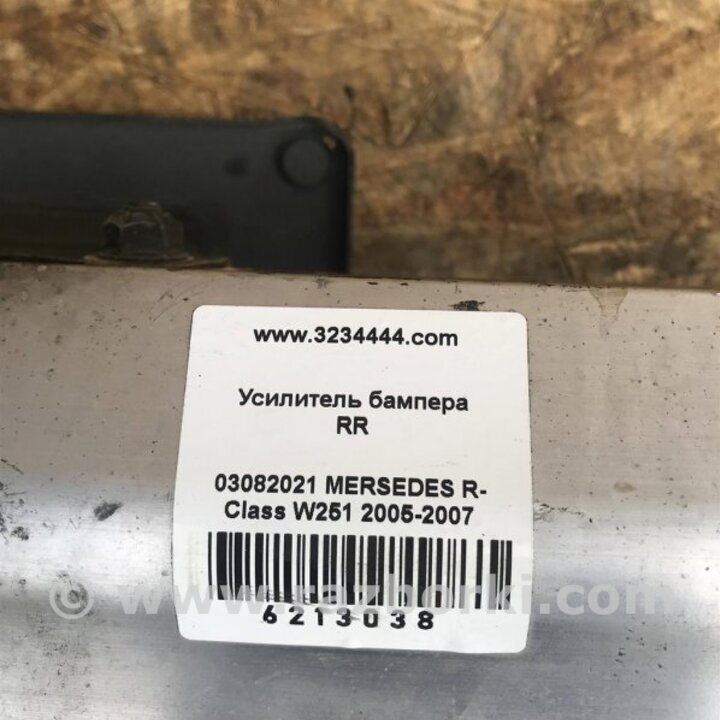 www.3234444.com
Усилитель бампера
RR
03082021 MERSEDES R-
Class W251 2005-2007
© www.razborki.com
6213038